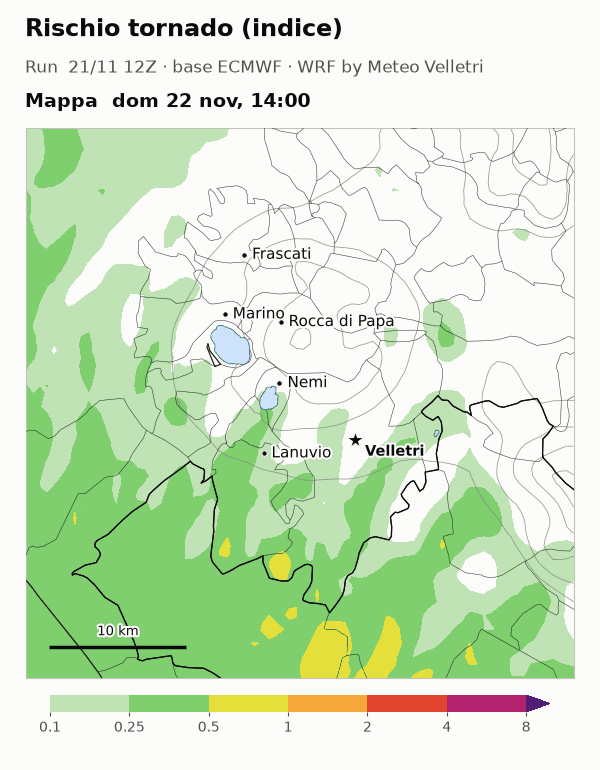 Rischio tornado (indice)
Run  21/11 12Z · base ECMWF · WRF by Meteo Velletri
Mappa  dom 22 nov, 14:00
Frascati
Marino
Rocca di Papa
Nemi
Velletri
Lanuvio
10 km
0.1 0.25 0.5 1 2 4 8